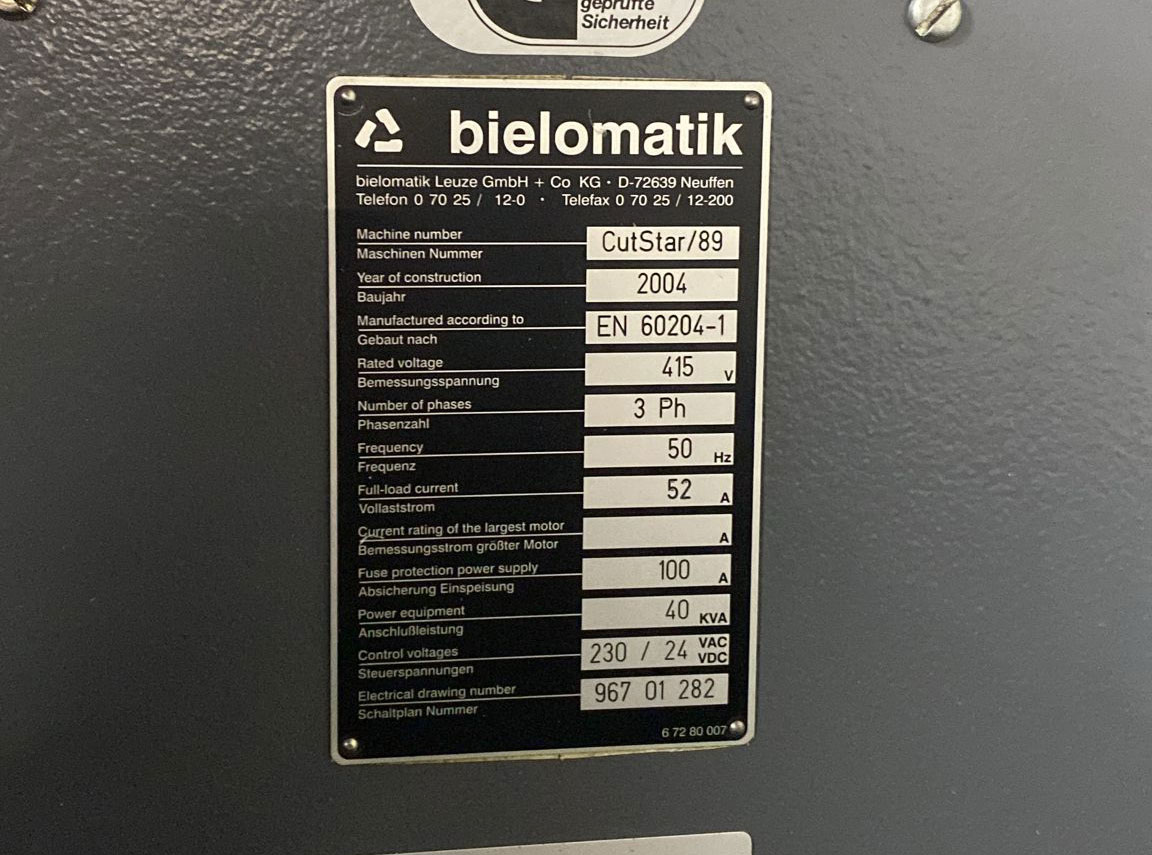 geprüfte
Sicherheit
bielomatik
bielomatik Leuze GmbH + Co KG · D-72639 Neuffen
Telefon 0 70 25 / 12-0 · Telefax 0 70 25 / 12-200
Machine number
Maschinen Nummer
CutStar/89
Year of construction
Baujahr
2004
Manufactured according to
Gebaut nach
EN 60204-1
Rated voltage
Bemessungsspannung
415 V
Number of phases
Phasenzahl
3 Ph
Frequency
Frequenz
50 Hz
Full-load current
Vollaststrom
52 A
Current rating of the largest motor
Bemessungsstrom größter Motor
A
Fuse protection power supply
Absicherung Einspeisung
100 A
Power equipment
Anschlußleistung
40 KVA
Control voltages
Steuerspannungen
230 / 24 VAC
VDC
Electrical drawing number
Schaltplan Nummer
967 01 282
6 72 80 007